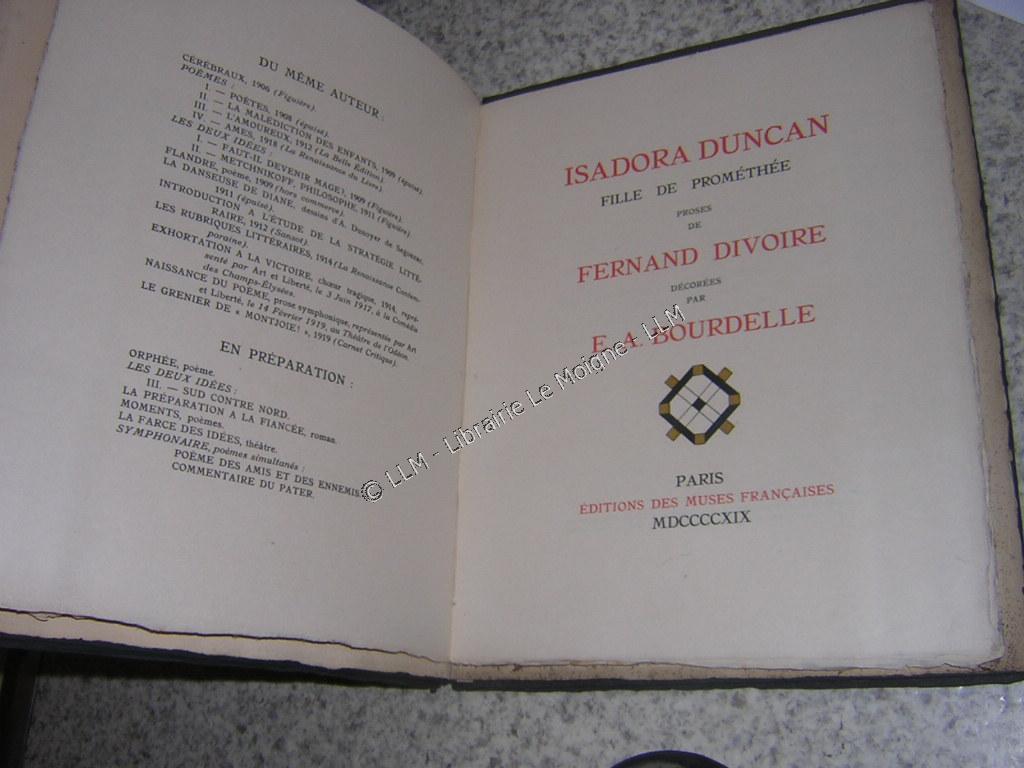 DU MÊME AUTEUR :
CÉRÉBRAUX, 1906 (Figuière).
POÈMES :
I. — POÈTES, 1908 (épuisé).
II. — LA MALÉDICTION DES ENFANTS, 1909 (épuisé).
III. — L'AMOUREUX, 1912 (La Belle Édition).
IV. — AMES, 1918 (La Renaissance du Livre).
LES DEUX IDÉES :
I. — FAUT-IL DEVENIR MAGE?, 1909 (Figuière).
II. — METCHNIKOFF, PHILOSOPHE, 1911 (Figuière).
FLANDRE, poème, 1909 (hors commerce).
LA DANSEUSE DE DIANE, dessins d'A. Dunoyer de Segonzac,
1911 (épuisé).
INTRODUCTION A L'ÉTUDE DE LA STRATÉGIE LITTÉ-
RAIRE, 1912 (Sansot).
LES RUBRIQUES LITTÉRAIRES, 1914 (La Renaissance Contem-
poraine).
EXHORTATION A LA VICTOIRE, chœur tragique, 1914, repré-
senté par Art et Liberté, le 3 Juin 1917, à la Comédie
des Champs-Élysées.
NAISSANCE DU POÈME, prose symphonique, représentée par Art
et Liberté, le 14 Février 1919, au Théâtre de l'Odéon.
LE GRENIER DE « MONTJOIE! », 1919 (Carnet Critique).
EN PRÉPARATION :
ORPHÉE, poème.
LES DEUX IDÉES :
III. — SUD CONTRE NORD.
LA PRÉPARATION A LA FIANCÉE, roman.
MOMENTS, poèmes.
LA FARCE DES IDÉES, théâtre.
SYMPHONAIRE, poèmes simultanés :
POÈME DES AMIS ET DES ENNEMIS.
COMMENTAIRE DU PATER.
ISADORA DUNCAN
FILLE DE PROMÉTHÉE
PROSES
DE
FERNAND DIVOIRE
DÉCORÉES
PAR
E. A. BOURDELLE
PARIS
ÉDITIONS DES MUSES FRANÇAISES
MDCCCCXIX
© LLM - Librairie Le Moigne - LLM